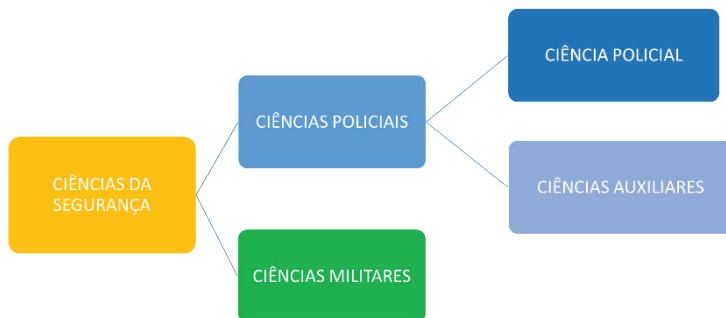 CIÊNCIA POLICIAL
CIÊNCIAS POLICIAIS
CIÊNCIAS DA
SEGURANÇA
CIÊNCIAS AUXILIARES
CIÊNCIAS MILITARES